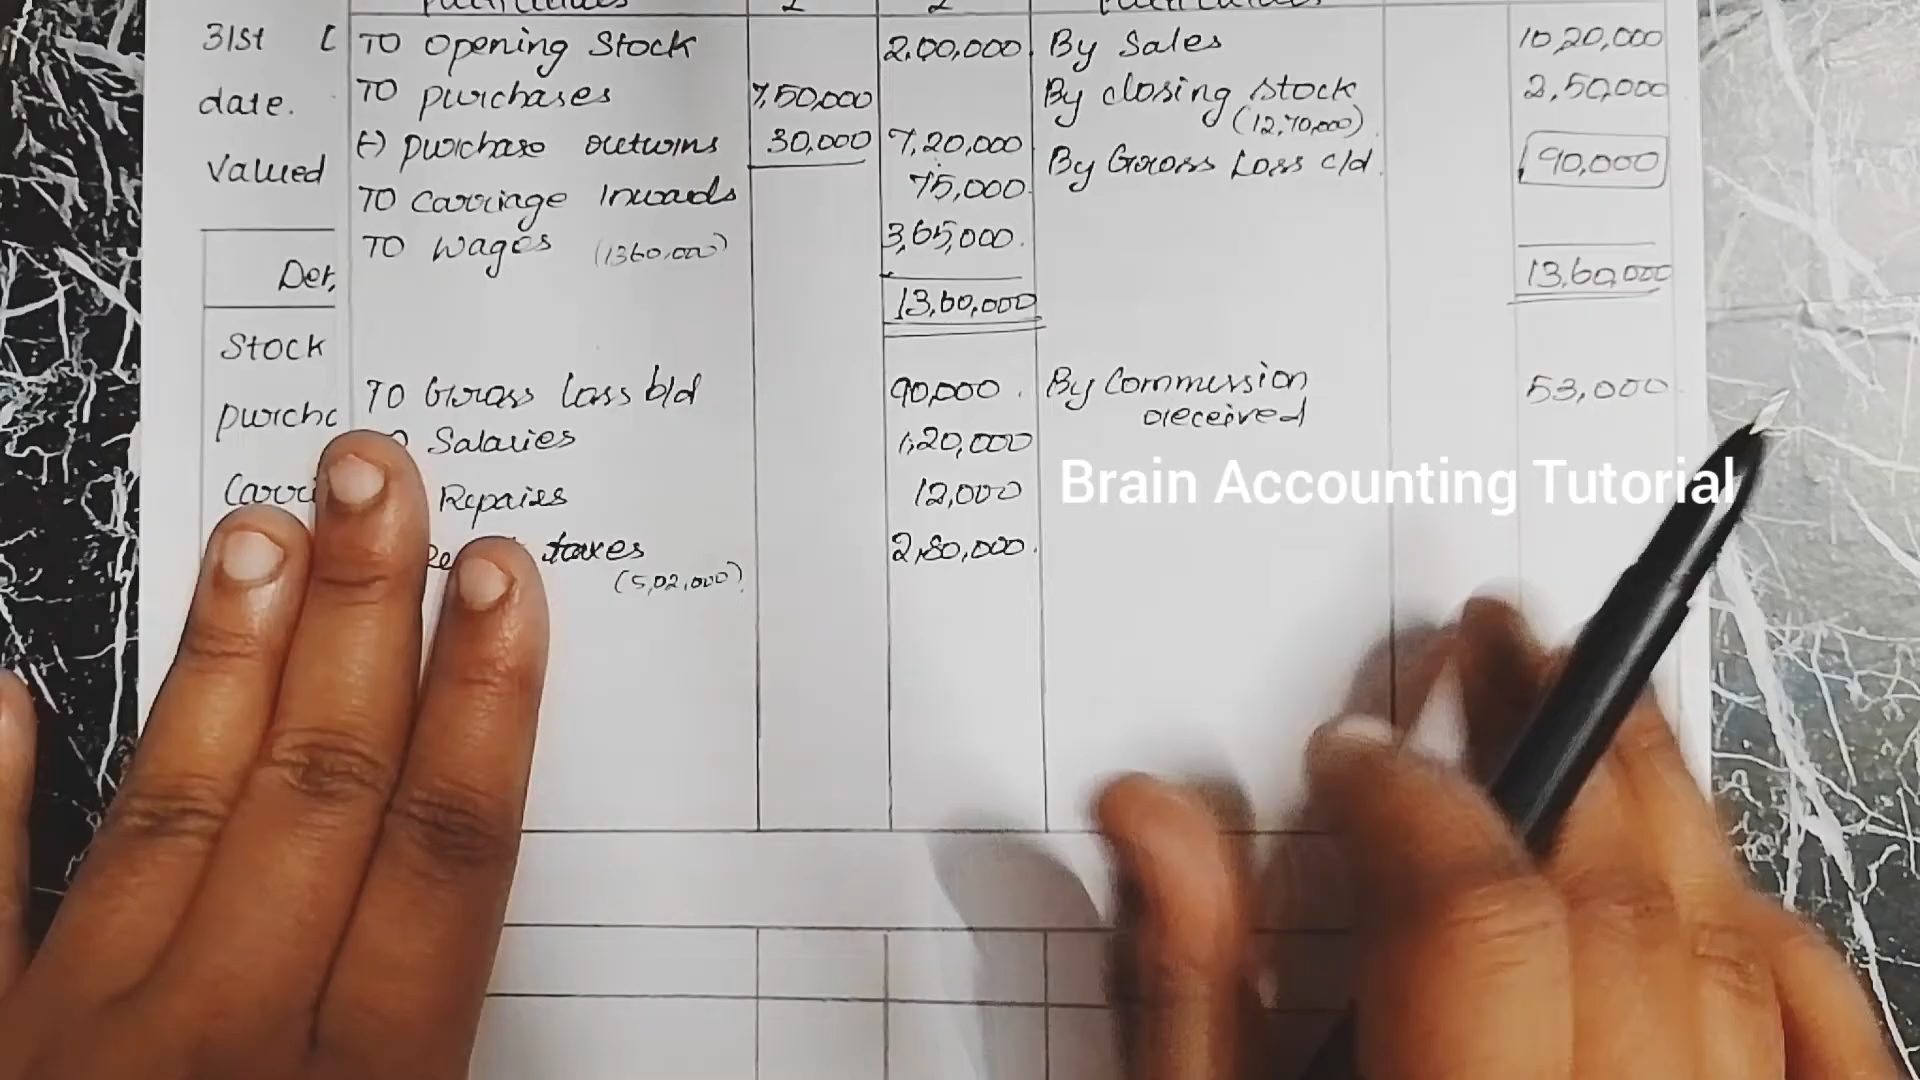 31st
date.
Valued
Stock
TO Opening Stock 2,00,000
TO purchases 7,50,000
(-) purchase returns 30,000 7,20,000
TO carriage Inwards 75,000
TO wages (1360,000) 3,65,000
13,60,000
TO Gross loss b/d 90,000
Salaries 1,20,000
Repaies 12,000
taxes 2,80,000
(5,02,000)
By Sales 10,20,000
By closing stock 2,50,000
(12,70,000)
By Gross Loss c/d 90,000
13,60,000
By Commission 53,000
received
Brain Accounting Tutorial